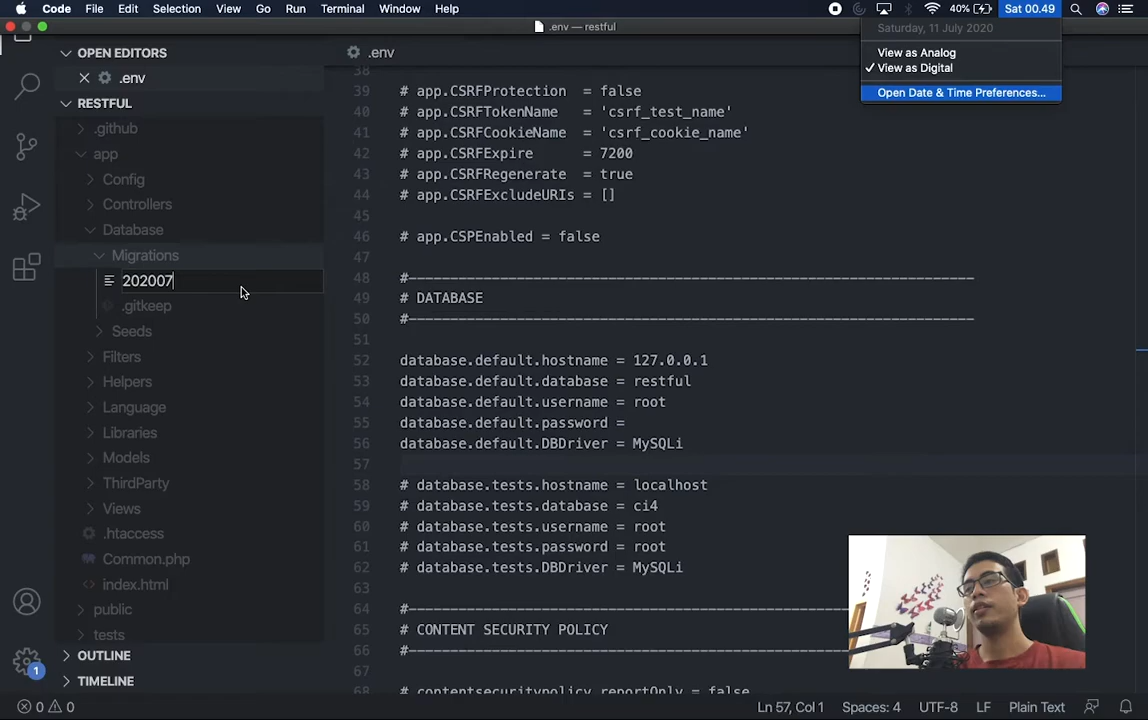 Code File Edit Selection View Go Run Terminal Window Help 40% Sat 00.49
.env — restful
Saturday, 11 July 2020
View as Analog
✓ View as Digital
Open Date & Time Preferences...
OPEN EDITORS
.env
RESTFUL
.github
app
Config
Controllers
Database
Migrations
202007
.gitkeep
Seeds
Filters
Helpers
Language
Libraries
Models
ThirdParty
Views
.htaccess
Common.php
index.html
public
tests
OUTLINE
TIMELINE
1
.env
38
39 # app.CSRFProtection = false
40 # app.CSRFTokenName = 'csrf_test_name'
41 # app.CSRFCookieName = 'csrf_cookie_name'
42 # app.CSRFExpire = 7200
43 # app.CSRFRegenerate = true
44 # app.CSRFExcludeURIs = []
45
46 # app.CSPEnabled = false
47
48 #--------------------------------------------------------------------
49 # DATABASE
50 #--------------------------------------------------------------------
51
52 database.default.hostname = 127.0.0.1
53 database.default.database = restful
54 database.default.username = root
55 database.default.password =
56 database.default.DBDriver = MySQLi
57
58 # database.tests.hostname = localhost
59 # database.tests.database = ci4
60 # database.tests.username = root
61 # database.tests.password = root
62 # database.tests.DBDriver = MySQLi
63
64 #--------------------------------------------------------------------
65 # CONTENT SECURITY POLICY
66 #--------------------------------------------------------------------
67
68 # contentsecuritypolicy.reportOnly = false
0 0 Ln 57, Col 1 Spaces: 4 UTF-8 LF Plain Text